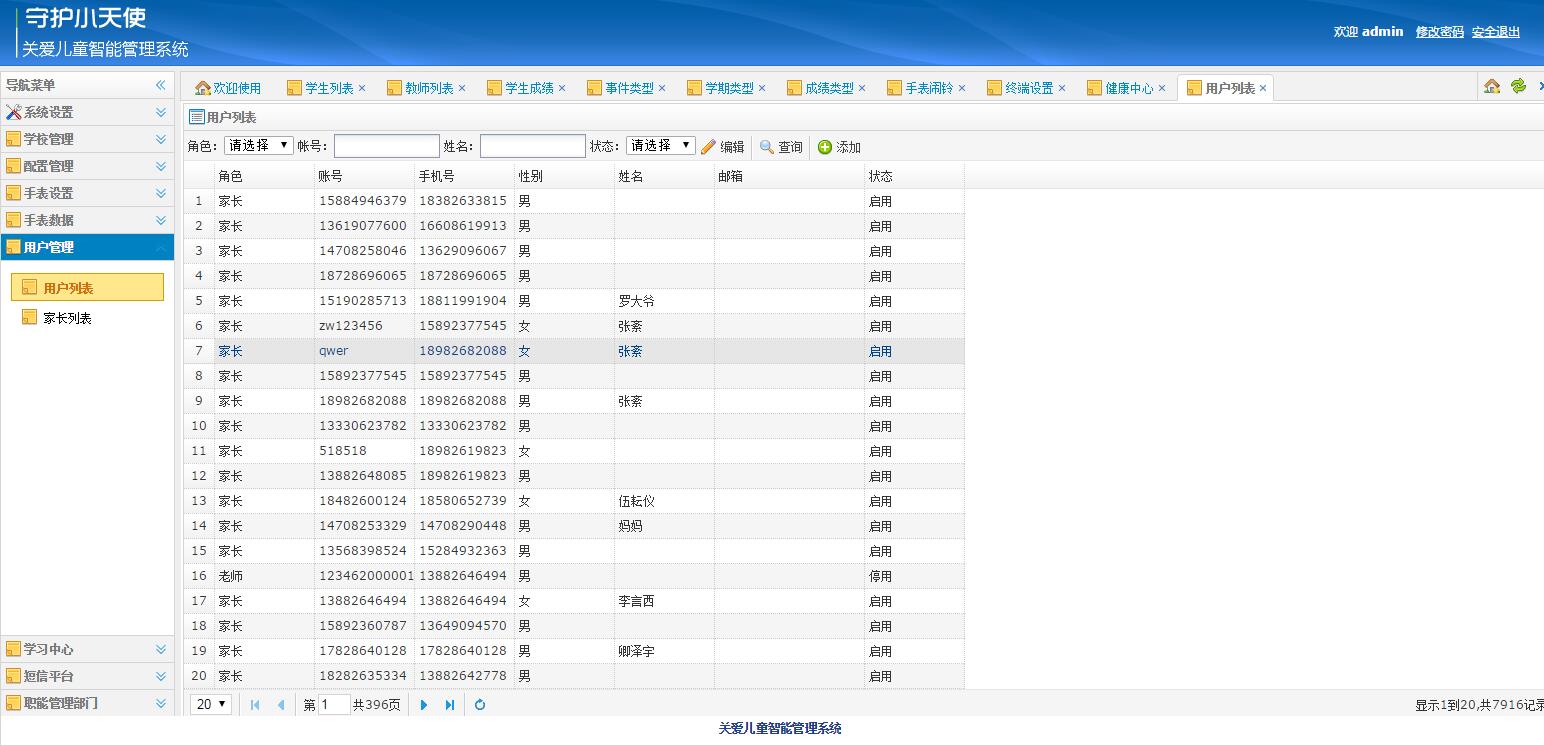 守护小天使
关爱儿童智能管理系统
欢迎 admin 修改密码 安全退出
导航菜单
系统设置
学校管理
配置管理
手表设置
手表数据
用户管理
用户列表
家长列表
学习中心
短信平台
职能管理部门
欢迎使用 学生列表 教师列表 学生成绩 事件类型 学期类型 成绩类型 手表闹铃 终端设置 健康中心 用户列表
用户列表
角色: 请选择 帐号: 姓名: 状态: 请选择 编辑 查询 添加
角色 账号 手机号 性别 姓名 邮箱 状态
1 家长 15884946379 18382633815 男 启用
2 家长 13619077600 16608619913 男 启用
3 家长 14708258046 13629096067 男 启用
4 家长 18728696065 18728696065 男 启用
5 家长 15190285713 18811991904 男 罗大爷 启用
6 家长 zw123456 15892377545 女 张萘 启用
7 家长 qwer 18982682088 女 张萘 启用
8 家长 15892377545 15892377545 男 启用
9 家长 18982682088 18982682088 男 张萘 启用
10 家长 13330623782 13330623782 男 启用
11 家长 518518 18982619823 女 启用
12 家长 13882648085 18982619823 男 启用
13 家长 18482600124 18580652739 女 伍耘仪 启用
14 家长 14708253329 14708290448 男 妈妈 启用
15 家长 13568398524 15284932363 男 启用
16 老师 123462000001 13882646494 男 停用
17 家长 13882646494 13882646494 女 李言西 启用
18 家长 15892360787 13649094570 男 启用
19 家长 17828640128 17828640128 男 卿泽宇 启用
20 家长 18282635334 13882642778 男 启用
20 第 1 共396页 显示1到20,共7916记录
关爱儿童智能管理系统